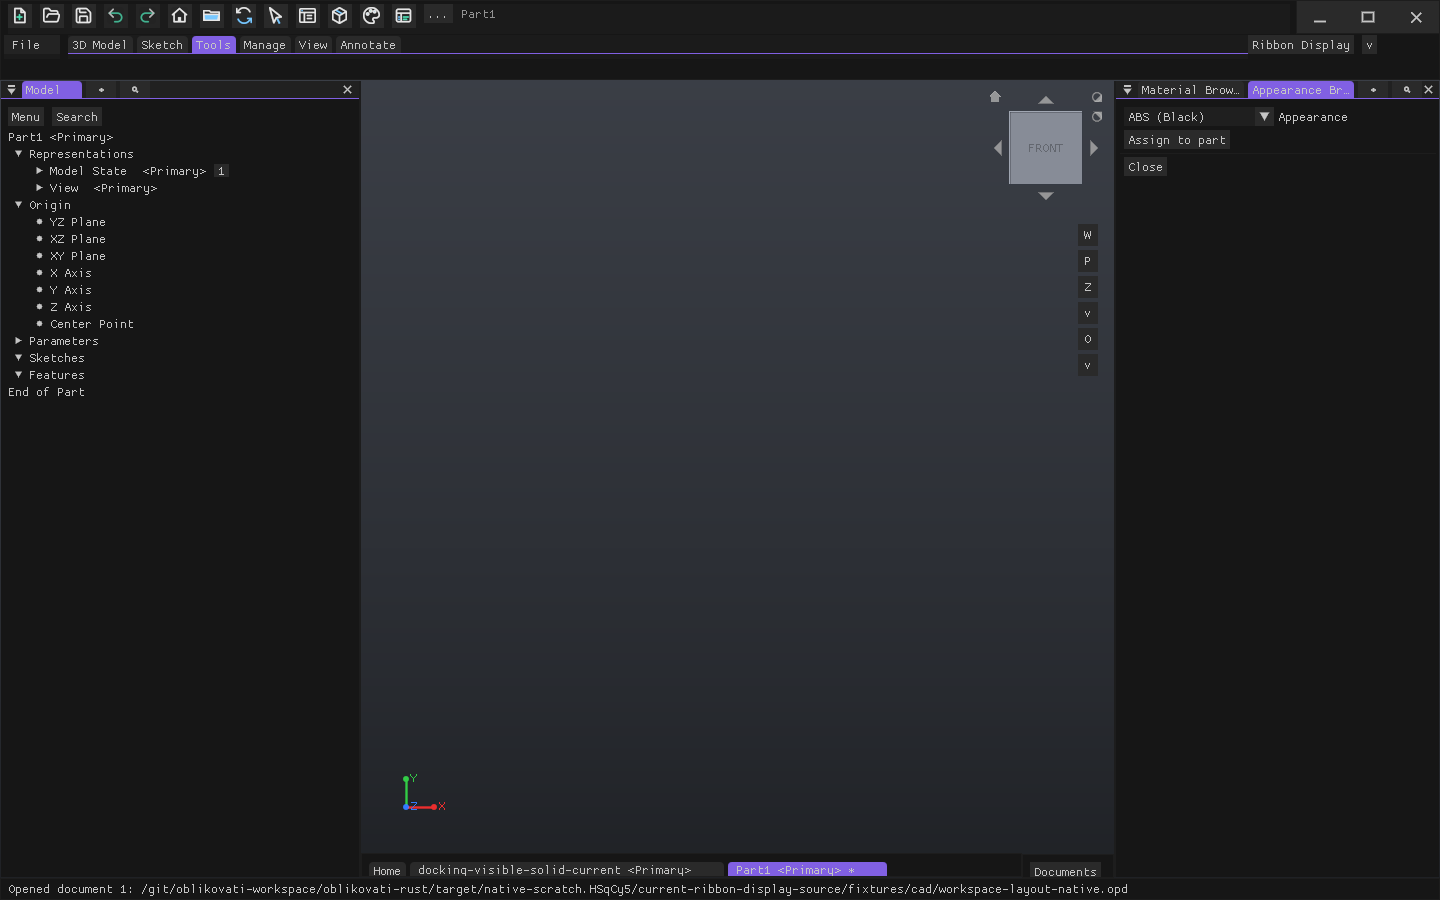 ... Part1
File 3D Model Sketch Tools Manage View Annotate Ribbon Display v
Model
Material Brow… Appearance Br…
Menu Search
ABS (Black) Appearance
Assign to part
Close
Part1 <Primary>
Representations
Model State <Primary> 1
View <Primary>
Origin
YZ Plane
XZ Plane
XY Plane
X Axis
Y Axis
Z Axis
Center Point
Parameters
Sketches
Features
End of Part
FRONT
W
P
Z
v
O
v
Y
Z X
Home docking-visible-solid-current <Primary> Part1 <Primary> * Documents
Opened document 1: /git/oblikovati-workspace/oblikovati-rust/target/native-scratch.HSqCy5/current-ribbon-display-source/fixtures/cad/workspace-layout-native.opd